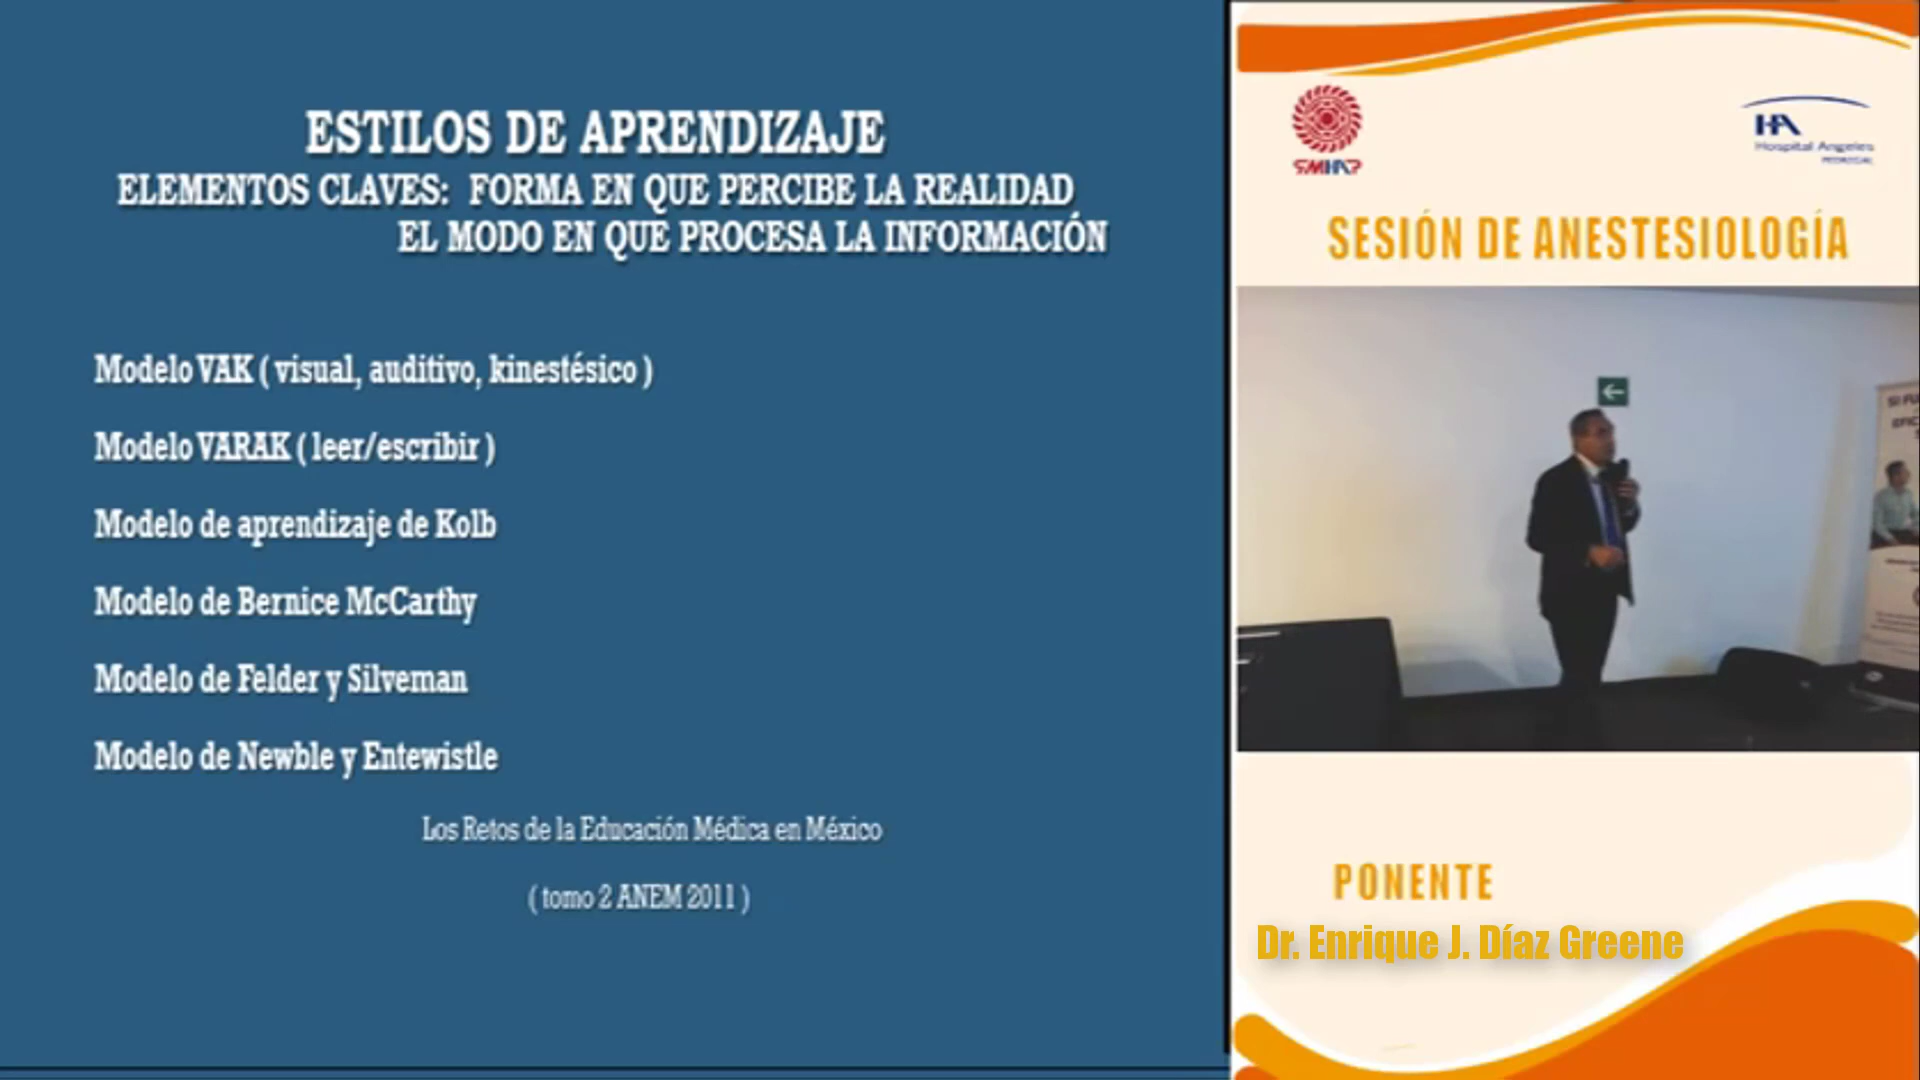 ESTILOS DE APRENDIZAJE
ELEMENTOS CLAVES: FORMA EN QUE PERCIBE LA REALIDAD
EL MODO EN QUE PROCESA LA INFORMACIÓN
Modelo VAK ( visual, auditivo, kinestésico )
Modelo VARAK ( leer/escribir )
Modelo de aprendizaje de Kolb
Modelo de Bernice McCarthy
Modelo de Felder y Silveman
Modelo de Newble y Entewistle
Los Retos de la Educación Médica en México
( tomo 2 ANEM 2011 )
SMHAP
HA
Hospital Angeles
PEDREGAL
SESIÓN DE ANESTESIOLOGÍA
PONENTE
Dr. Enrique J. Díaz Greene